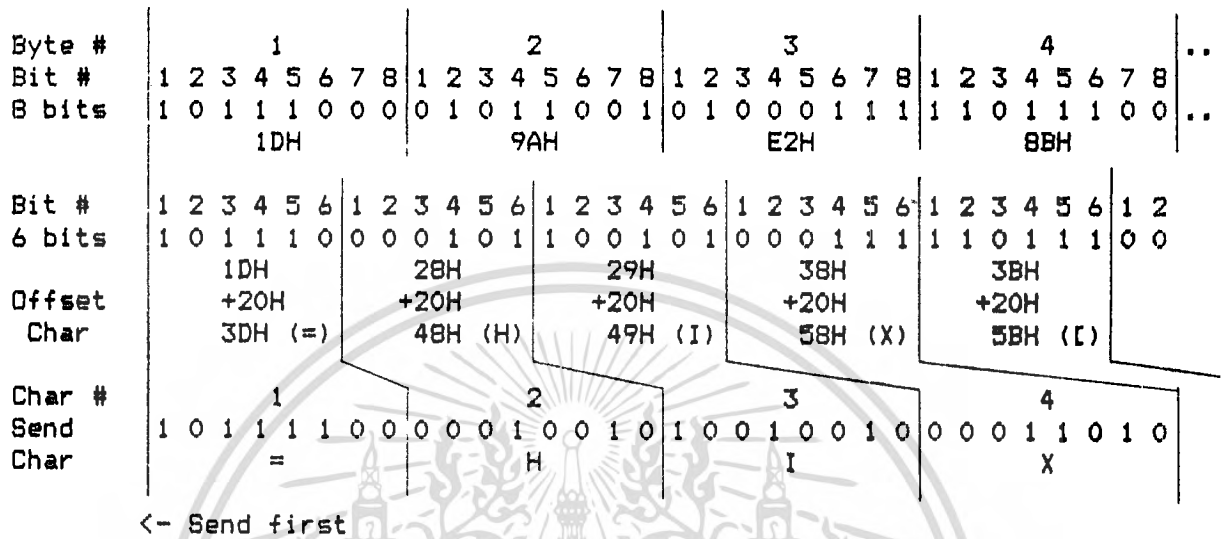 Byte # 1 2 3 4 ..
Bit # 1 2 3 4 5 6 7 8 1 2 3 4 5 6 7 8 1 2 3 4 5 6 7 8 1 2 3 4 5 6 7 8
8 bits 1 0 1 1 1 0 0 0 0 1 0 1 1 0 0 1 0 1 0 0 0 1 1 1 1 1 0 1 1 1 0 0 ..
1DH 9AH E2H 8BH
Bit # 1 2 3 4 5 6 1 2 3 4 5 6 1 2 3 4 5 6 1 2 3 4 5 6 1 2 3 4 5 6 1 2
6 bits 1 0 1 1 1 0 0 0 0 1 0 1 1 0 0 1 0 1 0 0 0 1 1 1 1 1 0 1 1 1 0 0
1DH 28H 29H 38H 3BH
Offset +20H +20H +20H +20H +20H
Char 3DH (=) 48H (H) 49H (I) 58H (X) 5BH ([)
Char # 1 2 3 4
Send 1 0 1 1 1 1 0 0 0 0 0 1 0 0 1 0 1 0 0 1 0 0 1 0 0 0 0 1 1 0 1 0
Char = H I X
<- Send first